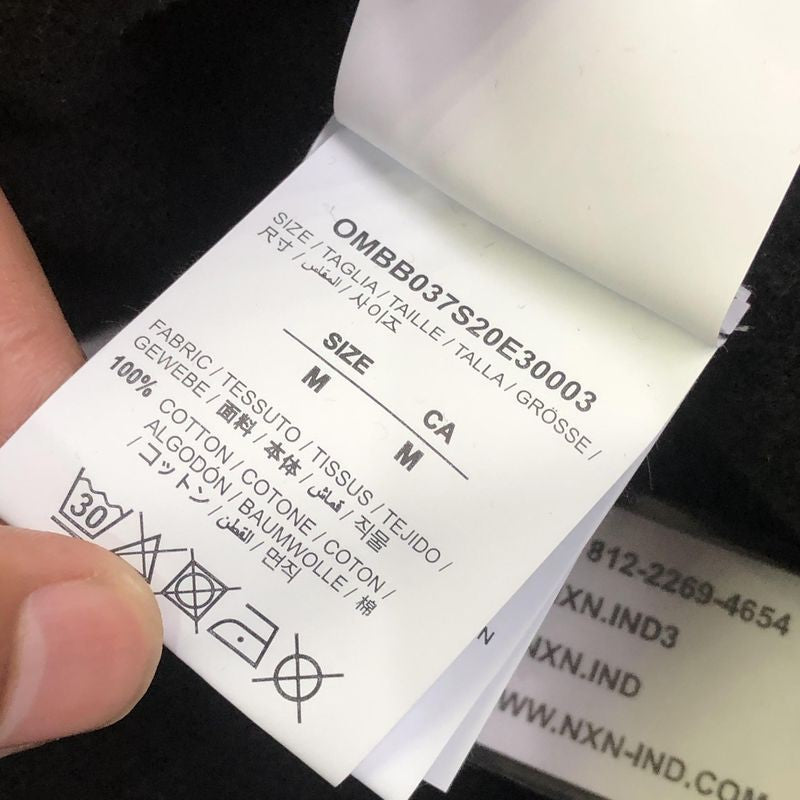 OMBB037S20E30003
SIZE / TAGLIA / TAILLE / TALLA / GRÖSSE /
尺寸 / المقاس / 사이즈
SIZE CA
M M
FABRIC / TESSUTO / TISSUS / TEJIDO /
GEWEBE / 面料 / 本体 / قماش / 직물
100% COTTON / COTONE / COTON /
ALGODÓN / BAUMWOLLE / 棉
/ コットン / القطن / 면직
30
N
812-2269-4654
XN.IND3
NXN.IND
WW.NXN-IND.COM